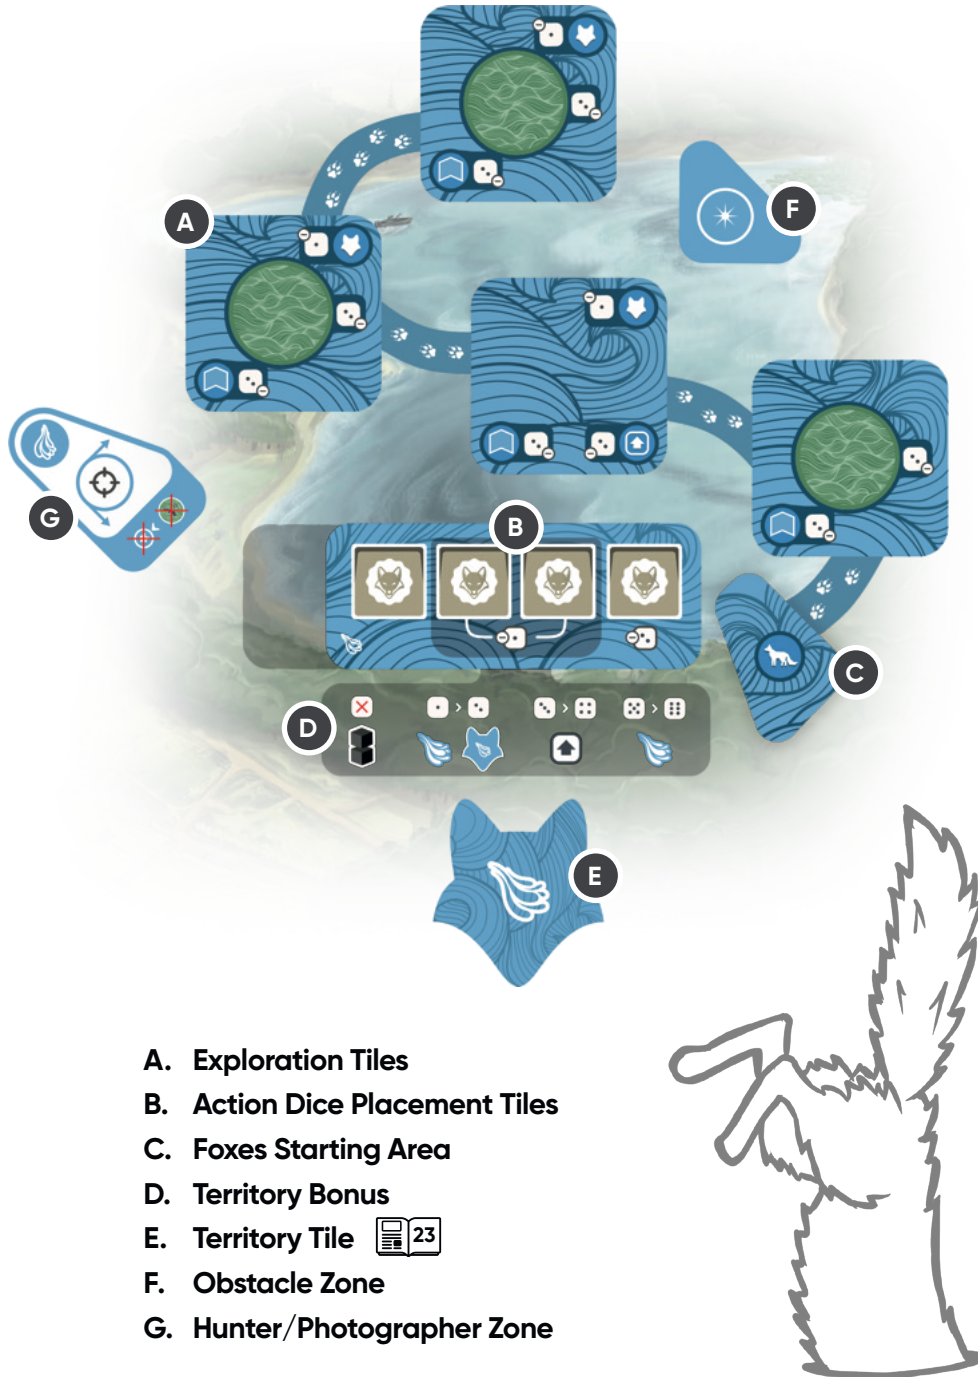 A
F
G
B
C
D
E
A. Exploration Tiles
B. Action Dice Placement Tiles
C. Foxes Starting Area
D. Territory Bonus
E. Territory Tile 23
F. Obstacle Zone
G. Hunter/Photographer Zone